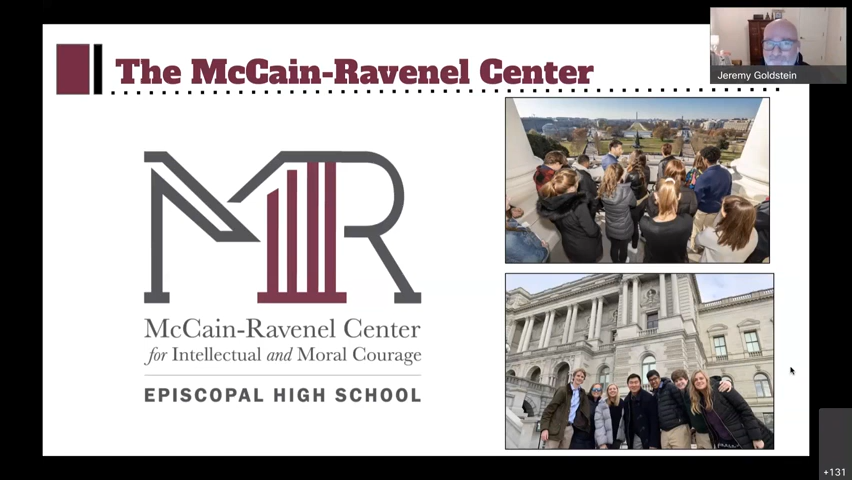 The McCain-Ravenel Center
Jeremy Goldstein
MR
McCain-Ravenel Center
for Intellectual and Moral Courage
EPISCOPAL HIGH SCHOOL
+131